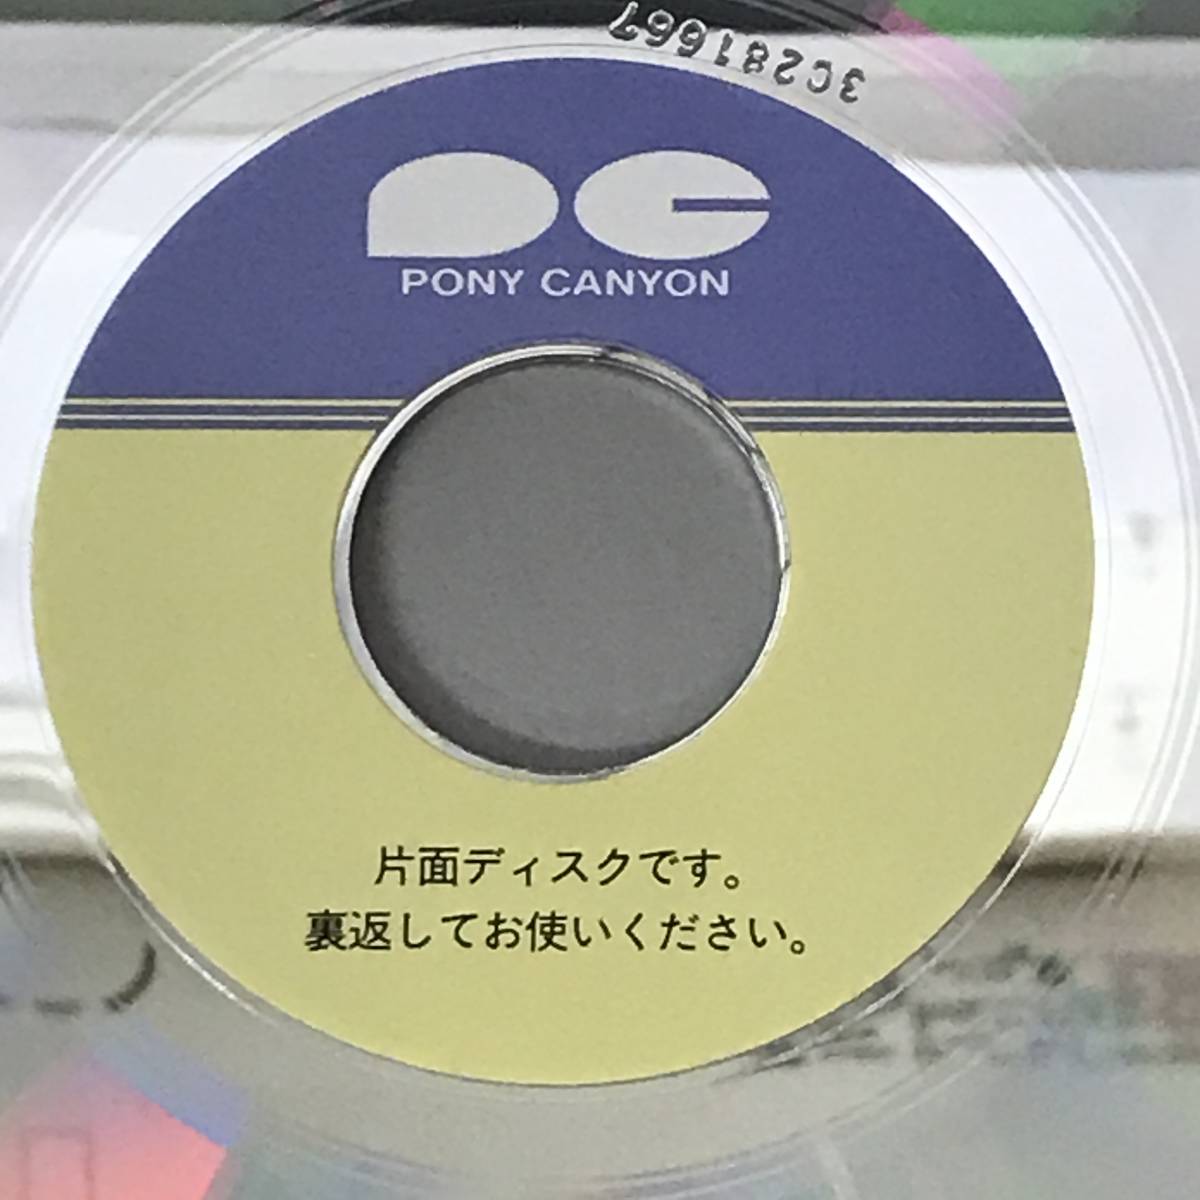 3C281667
PONY CANYON
片面ディスクです。
裏返してお使いください。